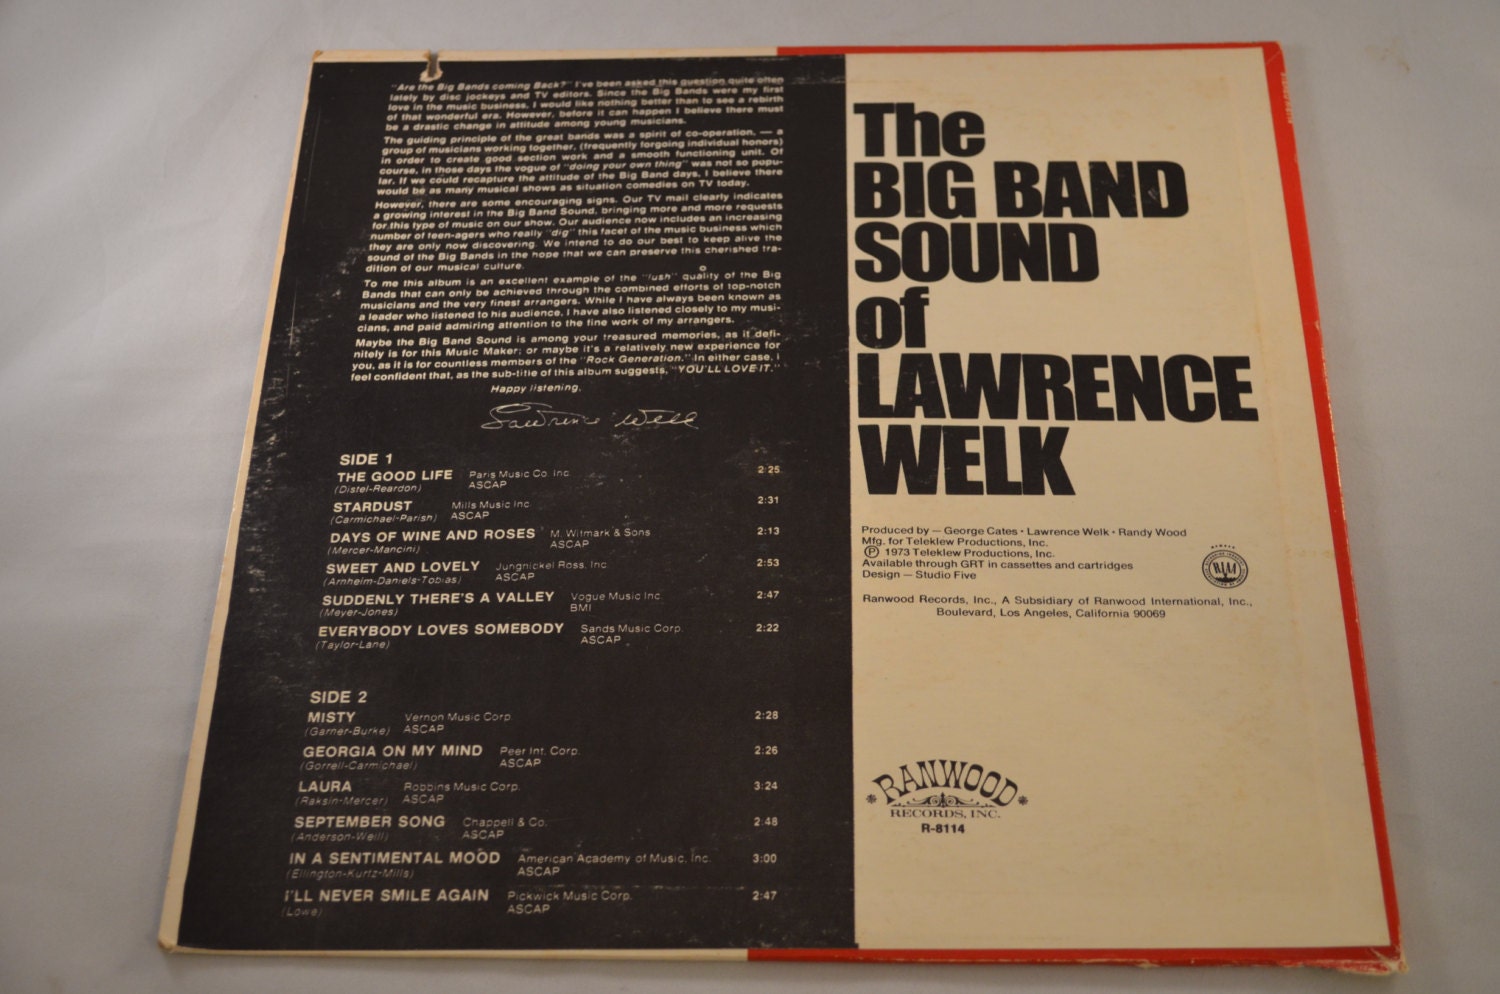 "Are the Big Bands coming Back?" I've been asked this question quite often
lately by disc jockeys and TV editors. Since the Big Bands were my first
love in the music business, I would like nothing better than to see a rebirth
of that wonderful era. However, before it can happen I believe there must
be a drastic change in attitude among young musicians.
The guiding principle of the great bands was a spirit of co-operation, — a
group of musicians working together, (frequently forgoing individual honors)
in order to create good section work and a smooth functioning unit. Of
course, in those days the vogue of "doing your own thing" was not so popu-
lar. If we could recapture the attitude of the Big Band days, I believe there
would be as many musical shows as situation comedies on TV today.
However, there are some encouraging signs. Our TV mail clearly indicates
a growing interest in the Big Band Sound, bringing more and more requests
for this type of music on our show. Our audience now includes an increasing
number of teen-agers who really "dig" this facet of the music business which
they are only now discovering. We intend to do our best to keep alive the
sound of the Big Bands in the hope that we can preserve this cherished tra-
dition of our musical culture.
To me this album is an excellent example of the "lush" quality of the Big
Bands that can only be achieved through the combined efforts of top-notch
musicians and the very finest arrangers. While I have always been known as
a leader who listened to his audience, I have also listened closely to my musi-
cians, and paid admiring attention to the fine work of my arrangers.
Maybe the Big Band Sound is among your treasured memories, as it defi-
nitely is for this Music Maker; or maybe it's a relatively new experience for
you, as it is for countless members of the "Rock Generation." In either case, I
feel confident that, as the sub-title of this album suggests, "YOU'LL LOVE IT."
Happy listening,
Lawrence Welk
SIDE 1
THE GOOD LIFE Paris Music Co. Inc. 2:25
(Distel-Reardon) ASCAP
STARDUST Mills Music Inc 2:31
(Carmichael-Parish) ASCAP
DAYS OF WINE AND ROSES M. Witmark & Sons 2:13
(Mercer-Mancini) ASCAP
SWEET AND LOVELY Jungnickel Ross, Inc. 2:53
(Arnheim-Daniels-Tobias) ASCAP
SUDDENLY THERE'S A VALLEY Vogue Music Inc. 2:47
(Meyer-Jones) BMI
EVERYBODY LOVES SOMEBODY Sands Music Corp. 2:22
(Taylor-Lane) ASCAP
SIDE 2
MISTY Vernon Music Corp 2:28
(Garner-Burke) ASCAP
GEORGIA ON MY MIND Peer Int. Corp. 2:26
(Gorrell-Carmichael) ASCAP
LAURA Robbins Music Corp. 3:24
(Raksin-Mercer) ASCAP
SEPTEMBER SONG Chappell & Co. 2:48
(Anderson-Weill) ASCAP
IN A SENTIMENTAL MOOD American Academy of Music, Inc. 3:00
(Ellington-Kurtz-Mills) ASCAP
I'LL NEVER SMILE AGAIN Pickwick Music Corp. 2:47
(Lowe) ASCAP
The
BIG BAND
SOUND
of
LAWRENCE
WELK
Produced by — George Cates • Lawrence Welk • Randy Wood
Mfg. for Teleklew Productions, Inc.
Ⓟ 1973 Teleklew Productions, Inc.
Available through GRT in cassettes and cartridges
Design — Studio Five
Ranwood Records, Inc., A Subsidiary of Ranwood International, Inc.,
Boulevard, Los Angeles, California 90069
RANWOOD
RECORDS, INC.
R-8114